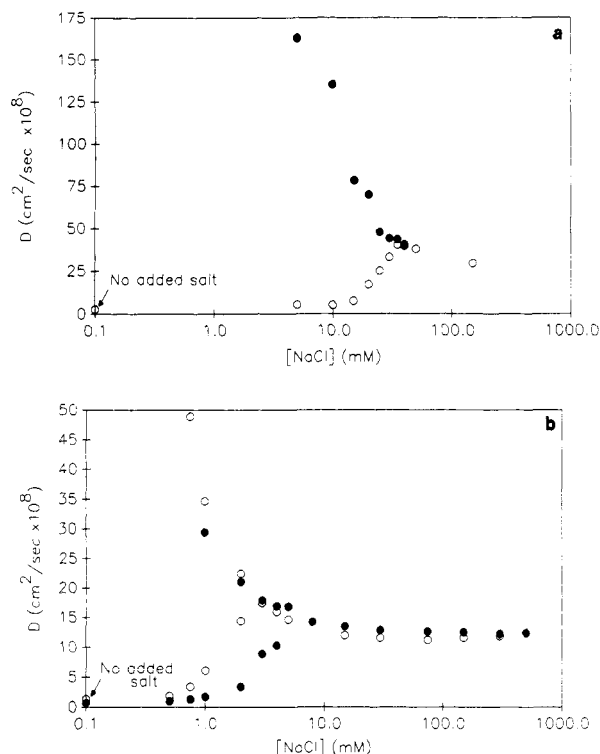 a
D (cm²/sec x10⁸)
175
150
125
100
75
50
25
0
No added salt
0.1 1.0 10.0 100.0 1000.0
[NaCl] (mM)
b
D (cm²/sec x10⁸)
50
45
40
35
30
25
20
15
10
5
0
No added
salt
0.1 1.0 10.0 100.0 1000.0
[NaCl] (mM)